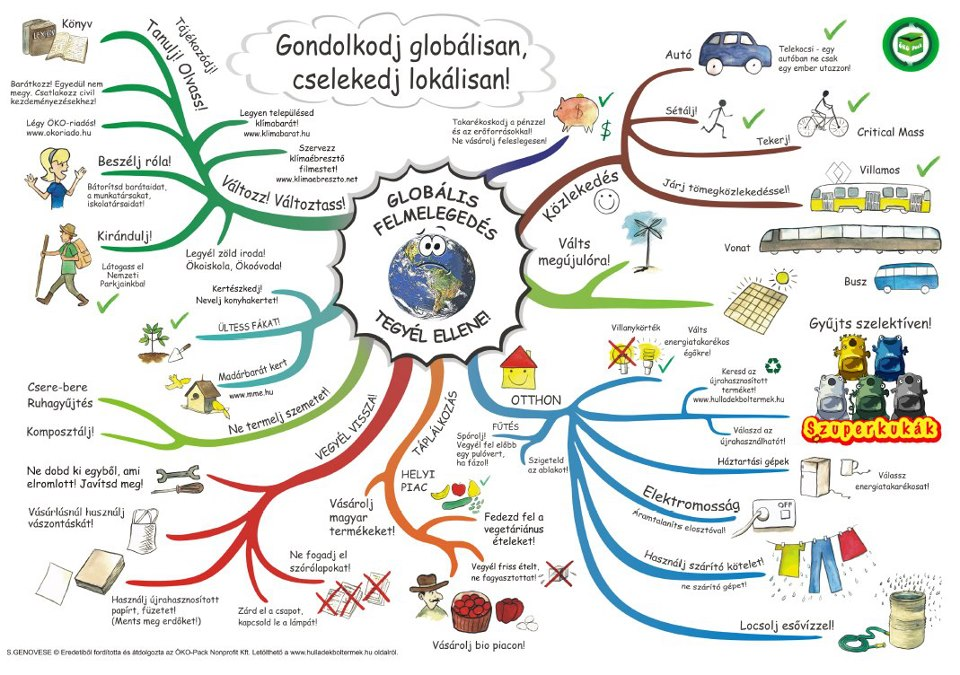 Gondolkodj globálisan,
cselekedj lokálisan!
GLOBÁLIS
FELMELEGEDÉS
TEGYÉL ELLENE!
Könyv
LEXICON
Tájékozódj!
Tanulj! Olvass!
Barátkozz! Egyedül nem
megy. Csatlakozz civil
kezdeményezésekhez!
Légy ÖKO-riadós!
www.okoriado.hu
Beszélj róla!
Bátorítsd barátaidat,
a munkatársakat,
iskolatársaidat!
Kirándulj!
Látogass el
Nemzeti
Parkjainkba!
Legyen településed
klímabarát!
www.klimabarat.hu
Szervezz
klímaébresztő
filmestet!
www.klimaebreszto.net
Változz! Változtass!
Legyél zöld iroda!
Ökoiskola, Ökoóvoda!
Kertészkedj!
Nevelj konyhakertet!
ÜLTESS FÁKAT!
Madárbarát kert
www.mme.hu
Csere-bere
Ruhagyűjtés
Komposztálj!
Ne termelj szemetet!
VEGYÉL VISSZA!
Ne dobd ki egyből, ami
elromlott! Javítsd meg!
Vásárlásnál használj
vászontáskát!
Használj újrahasznosított
papírt, füzetet!
(Ments meg erdőket!)
Zárd el a csapot,
kapcsold le a lámpát!
Ne fogadj el
szórólapokat!
TÁPLÁLKOZÁS
Vásárolj
magyar
termékeket!
HELYI
PIAC
Fedezd fel a
vegetáriánus
ételeket!
Vegyél friss ételt,
ne fagyasztottat!
Vásárolj bio piacon!
Takarékoskodj a pénzzel
és az erőforrásokkal!
Ne vásárolj feleslegesen!
$
$
Közlekedés
Autó
Telekocsi - egy
autóban ne csak
egy ember utazzon!
ÖKO Pack
Sétálj!
Tekerj!
Critical Mass
Járj tömegközlekedéssel!
Villamos
Vonat
Busz
Válts
megújulóra!
OTTHON
FŰTÉS
Spórolj!
Vegyél fel előbb
egy pulóvert,
ha fázol!
Szigeteld
az ablakot!
Villanykörték
Válts
energiatakarékos
égőkre!
Keresd az
újrahasznosított
terméket!
www.hulladekboltermek.hu
Válaszd az
újrahasználhatót!
Gyűjts szelektíven!
Szuperkukák
Háztartási gépek
Válassz
energiatakarékosat!
Elektromosság
Áramtalaníts elosztóval!
OFF
Használj szárító kötelet!
ne szárító gépet!
Locsolj esővízzel!
S.GENOVESE © Eredetiből fordította és átdolgozta az ÖKO-Pack Nonprofit Kft. Letölthető a www.hulladekboltermek.hu oldalról.